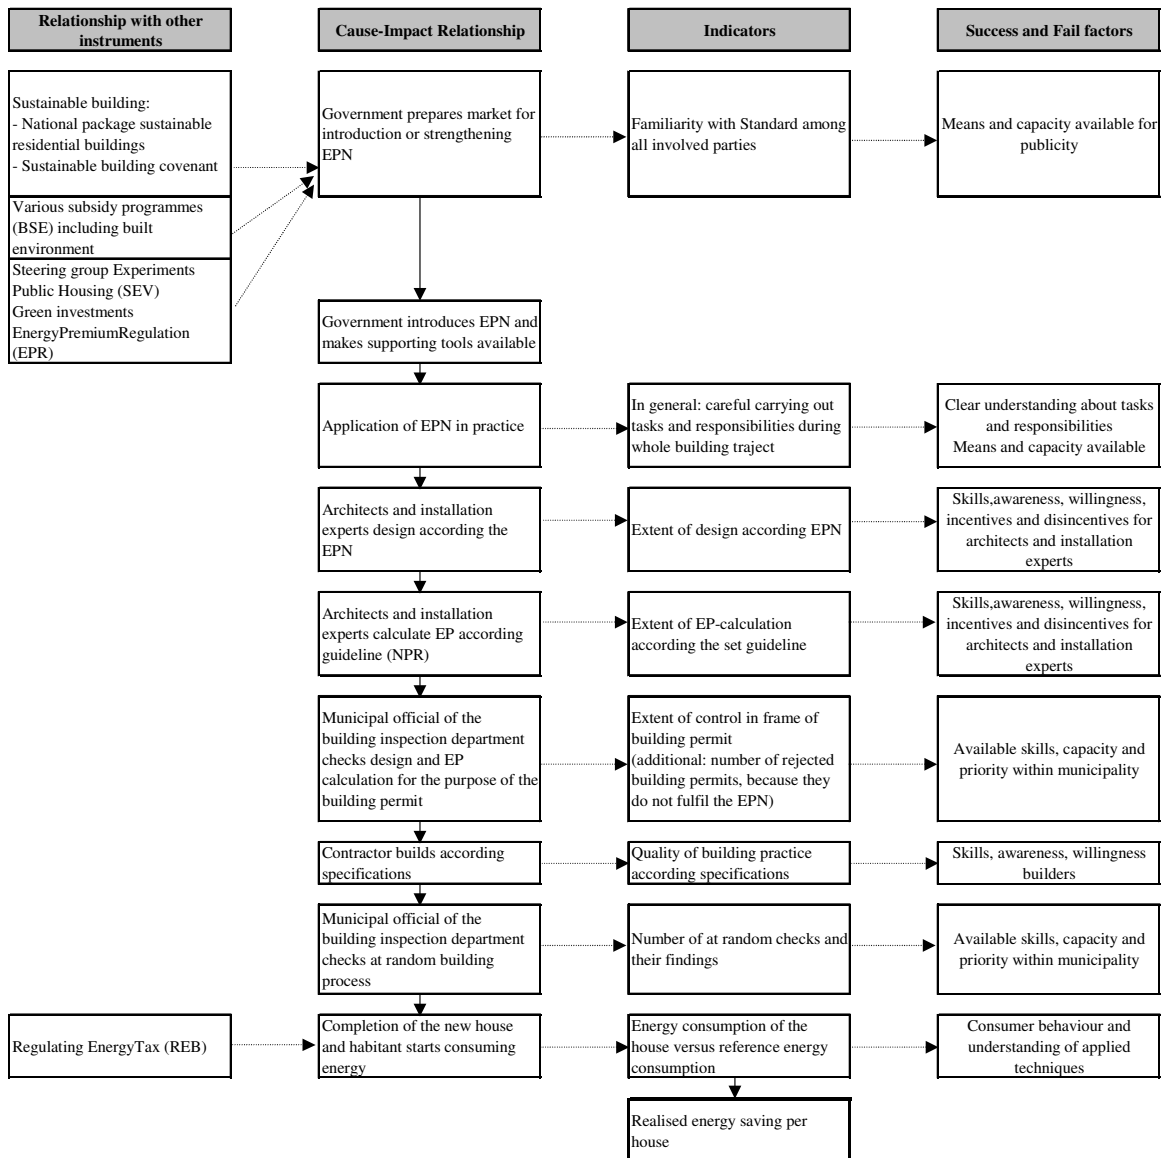 Relationship with other
instruments
Cause-Impact Relationship
Indicators
Success and Fail factors
Sustainable building:
- National package sustainable
residential buildings
- Sustainable building covenant
Government prepares market for
introduction or strengthening
EPN
Familiarity with Standard among
all involved parties
Means and capacity available for
publicity
Various subsidy programmes
(BSE) including built
environment
Steering group Experiments
Public Housing (SEV)
Green investments
EnergyPremiumRegulation
(EPR)
Government introduces EPN and
makes supporting tools available
Application of EPN in practice
In general: careful carrying out
tasks and responsibilities during
whole building traject
Clear understanding about tasks
and responsibilities
Means and capacity available
Architects and installation
experts design according the
EPN
Extent of design according EPN
Skills,awareness, willingness,
incentives and disincentives for
architects and installation
experts
Architects and installation
experts calculate EP according
guideline (NPR)
Extent of EP-calculation
according the set guideline
Skills,awareness, willingness,
incentives and disincentives for
architects and installation
experts
Municipal official of the
building inspection department
checks design and EP
calculation for the purpose of the
building permit
Extent of control in frame of
building permit
(additional: number of rejected
building permits, because they
do not fulfil the EPN)
Available skills, capacity and
priority within municipality
Contractor builds according
specifications
Quality of building practice
according specifications
Skills, awareness, willingness
builders
Municipal official of the
building inspection department
checks at random building
process
Number of at random checks and
their findings
Available skills, capacity and
priority within municipality
Regulating EnergyTax (REB)
Completion of the new house
and habitant starts consuming
energy
Energy consumption of the
house versus reference energy
consumption
Consumer behaviour and
understanding of applied
techniques
Realised energy saving per
house